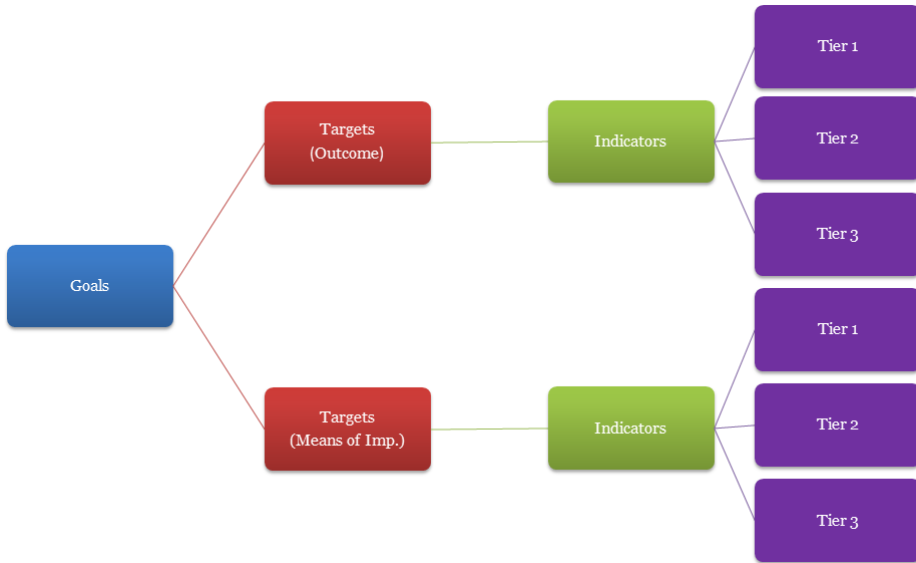 Goals
Targets
(Outcome)
Indicators
Tier 1
Tier 2
Tier 3
Targets
(Means of Imp.)
Indicators
Tier 1
Tier 2
Tier 3